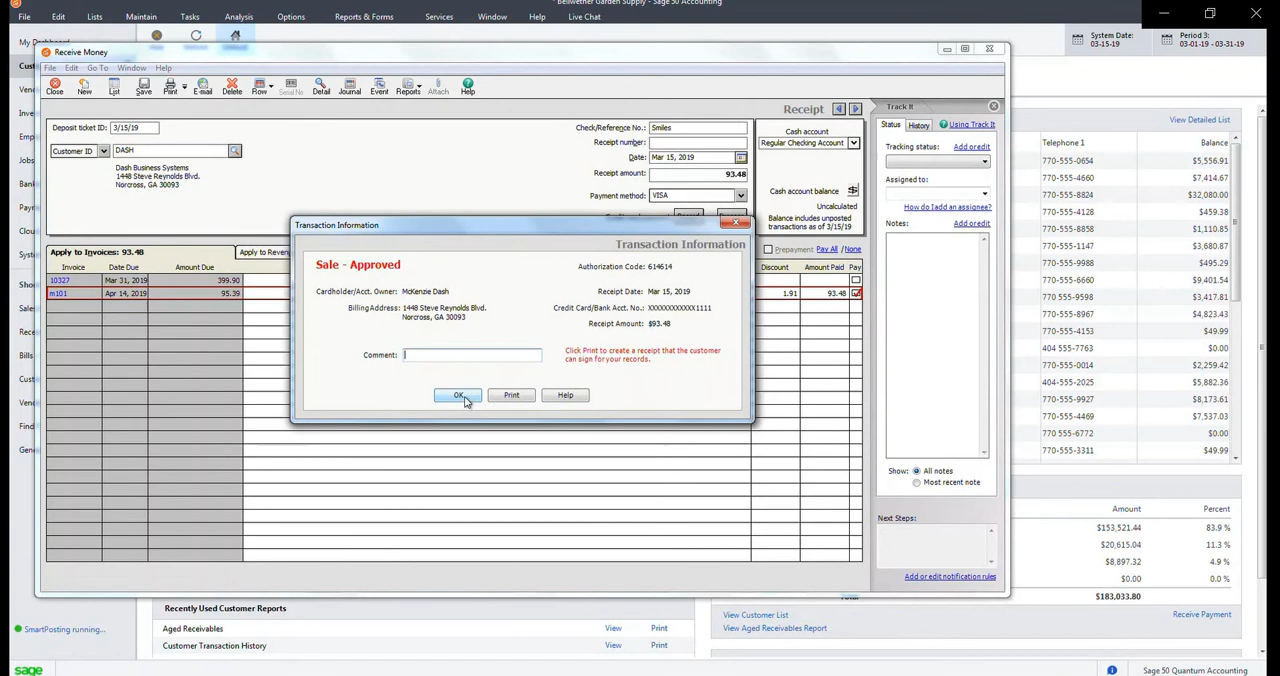 Bellwether Garden Supply - Sage 50 Accounting
File Edit Lists Maintain Tasks Analysis Options Reports & Forms Services Window Help Live Chat
System Date:
03-15-19
Period 3:
03-01-19 - 03-31-19
Receive Money
File Edit Go To Window Help
Close New List Save Print E-mail Delete Row Serial No Detail Journal Event Reports Attach Help
Receipt
Deposit ticket ID: 3/15/19
Customer ID DASH
Dash Business Systems
1448 Steve Reynolds Blvd.
Norcross, GA 30093
Check/Reference No.: Smiles
Receipt number:
Date: Mar 15, 2019
Receipt amount: 93.48
Payment method: VISA
Cash account
Regular Checking Account
Cash account balance
Uncalculated
Balance includes unposted
transactions as of 3/15/19
Apply to Invoices: 93.48
Prepayment Pay All /None
Invoice Date Due Amount Due Discount Amount Paid Pay
10327 Mar 31, 2019 399.90
m101 Apr 14, 2019 95.39 1.91 93.48
Transaction Information
Transaction Information
Sale - Approved
Authorization Code: 614614
Cardholder/Acct. Owner: McKenzie Dash
Receipt Date: Mar 15, 2019
Billing Address: 1448 Steve Reynolds Blvd.
Norcross, GA 30093
Credit Card/Bank Acct. No.: XXXXXXXXXXXX1111
Receipt Amount: $93.48
Comment:
Click Print to create a receipt that the customer
can sign for your records.
OK Print Help
Track It
Status History Using Track It
Tracking status: Add or edit
Assigned to:
How do I add an assignee?
Notes: Add or edit
Show: All notes
Most recent note
Next Steps:
Add or edit notification rules
View Detailed List
Telephone 1 Balance
770-555-0654 $5,556.91
770-555-4660 $7,414.67
770-555-8824 $32,080.00
770-555-4128 $459.38
770-555-8858 $1,110.85
770-555-1147 $3,680.87
770-555-9988 $495.29
770-555-6660 $9,401.54
770-555-9598 $3,417.81
770-555-8967 $4,823.43
770-555-4153 $49.99
404 555-7763 $0.00
770-555-0014 $2,259.42
404-555-2025 $5,882.36
770-555-9927 $8,173.61
770-555-4469 $7,537.03
770 555-6772 $0.00
770-555-3311 $49.99
Amount Percent
$153,521.44 83.9 %
$20,615.04 11.3 %
$8,897.32 4.9 %
$0.00 0.0 %
$183,033.80
Recently Used Customer Reports
Aged Receivables View Print
Customer Transaction History View Print
View Customer List
Receive Payment
View Aged Receivables Report
SmartPosting running...
sage
Sage 50 Quantum Accounting